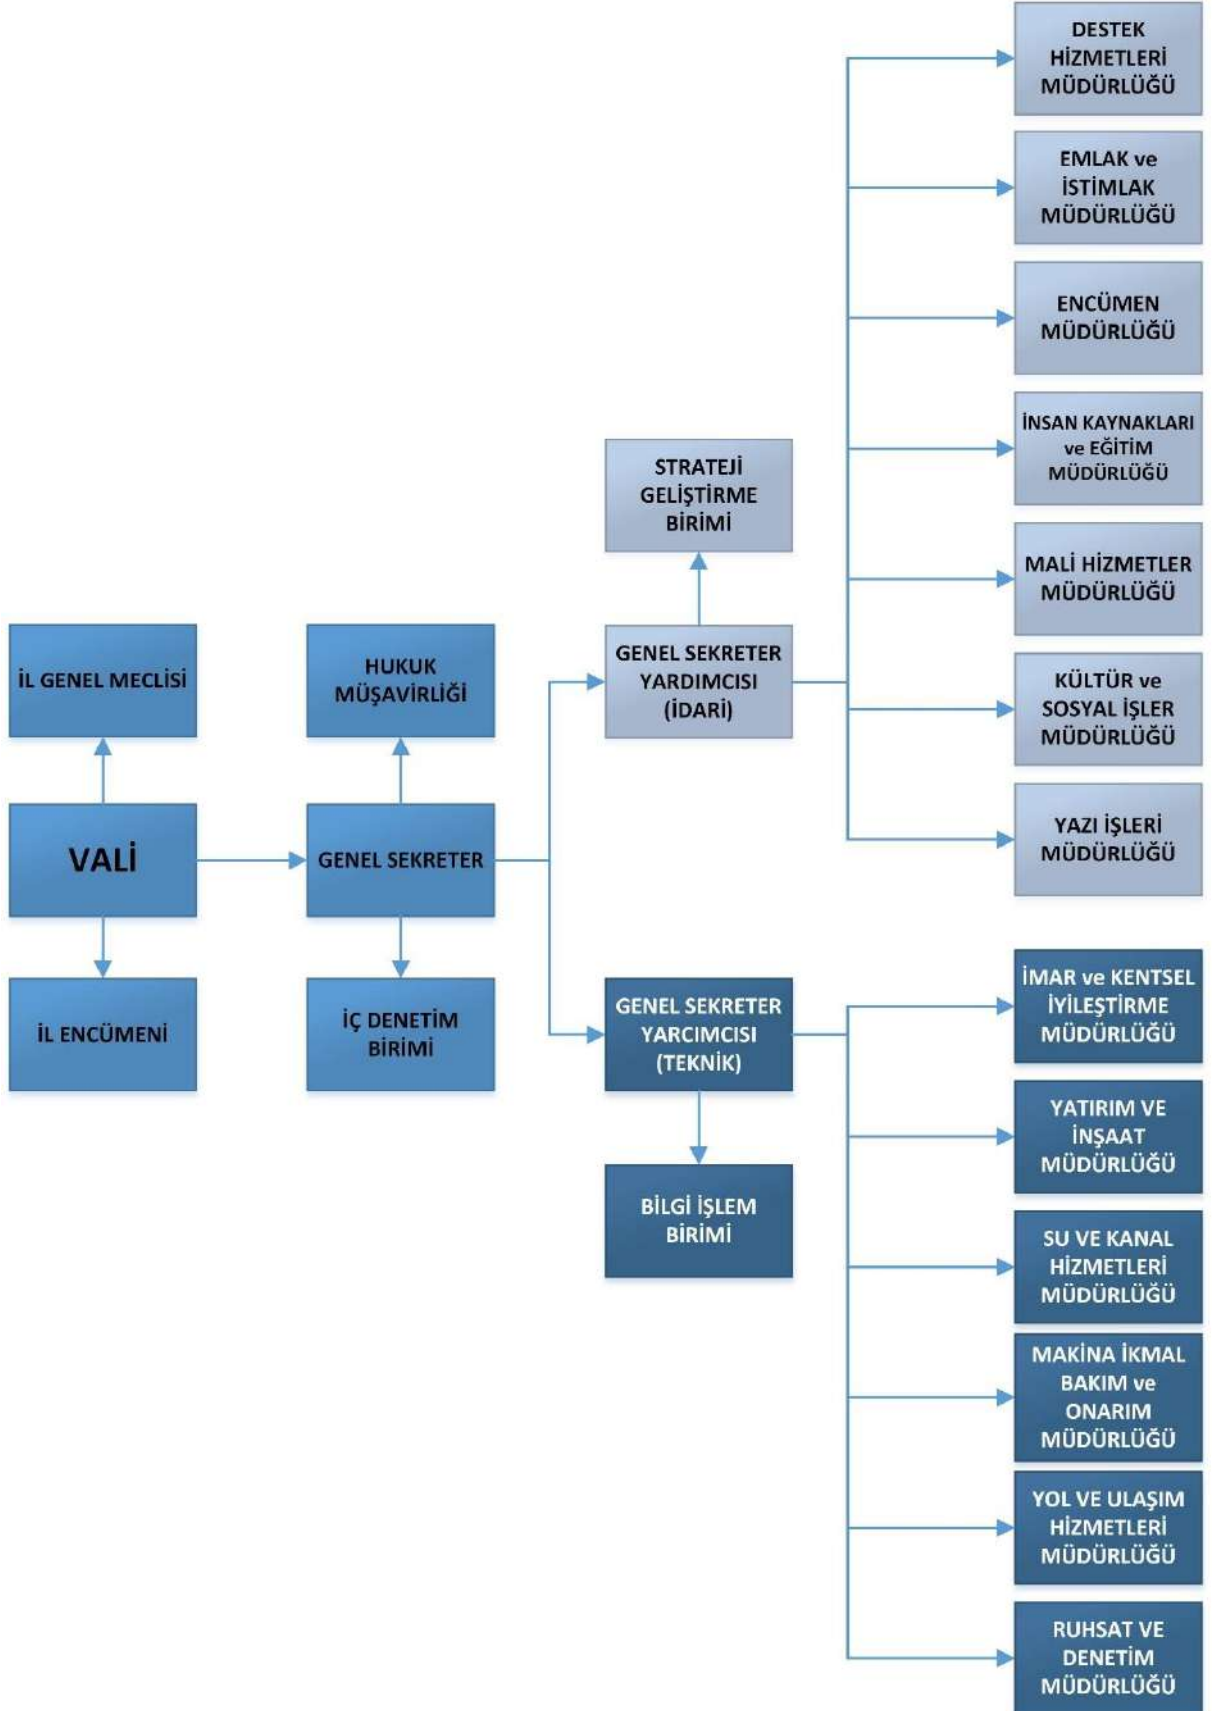 İL GENEL MECLİSİ
VALİ
İL ENCÜMENİ
HUKUK
MÜŞAVİRLİĞİ
GENEL SEKRETER
İÇ DENETİM
BİRİMİ
STRATEJİ
GELİŞTİRME
BİRİMİ
GENEL SEKRETER
YARDIMCISI
(İDARİ)
GENEL SEKRETER
YARCIMCISI
(TEKNİK)
BİLGİ İŞLEM
BİRİMİ
DESTEK
HİZMETLERİ
MÜDÜRLÜĞÜ
EMLAK ve
İSTİMLAK
MÜDÜRLÜĞÜ
ENCÜMEN
MÜDÜRLÜĞÜ
İNSAN KAYNAKLARI
ve EĞİTİM
MÜDÜRLÜĞÜ
MALİ HİZMETLER
MÜDÜRLÜĞÜ
KÜLTÜR ve
SOSYAL İŞLER
MÜDÜRLÜĞÜ
YAZI İŞLERİ
MÜDÜRLÜĞÜ
İMAR ve KENTSEL
İYİLEŞTİRME
MÜDÜRLÜĞÜ
YATIRIM VE
İNŞAAT
MÜDÜRLÜĞÜ
SU VE KANAL
HİZMETLERİ
MÜDÜRLÜĞÜ
MAKİNA İKMAL
BAKIM ve
ONARIM
MÜDÜRLÜĞÜ
YOL VE ULAŞIM
HİZMETLERİ
MÜDÜRLÜĞÜ
RUHSAT VE
DENETİM
MÜDÜRLÜĞÜ